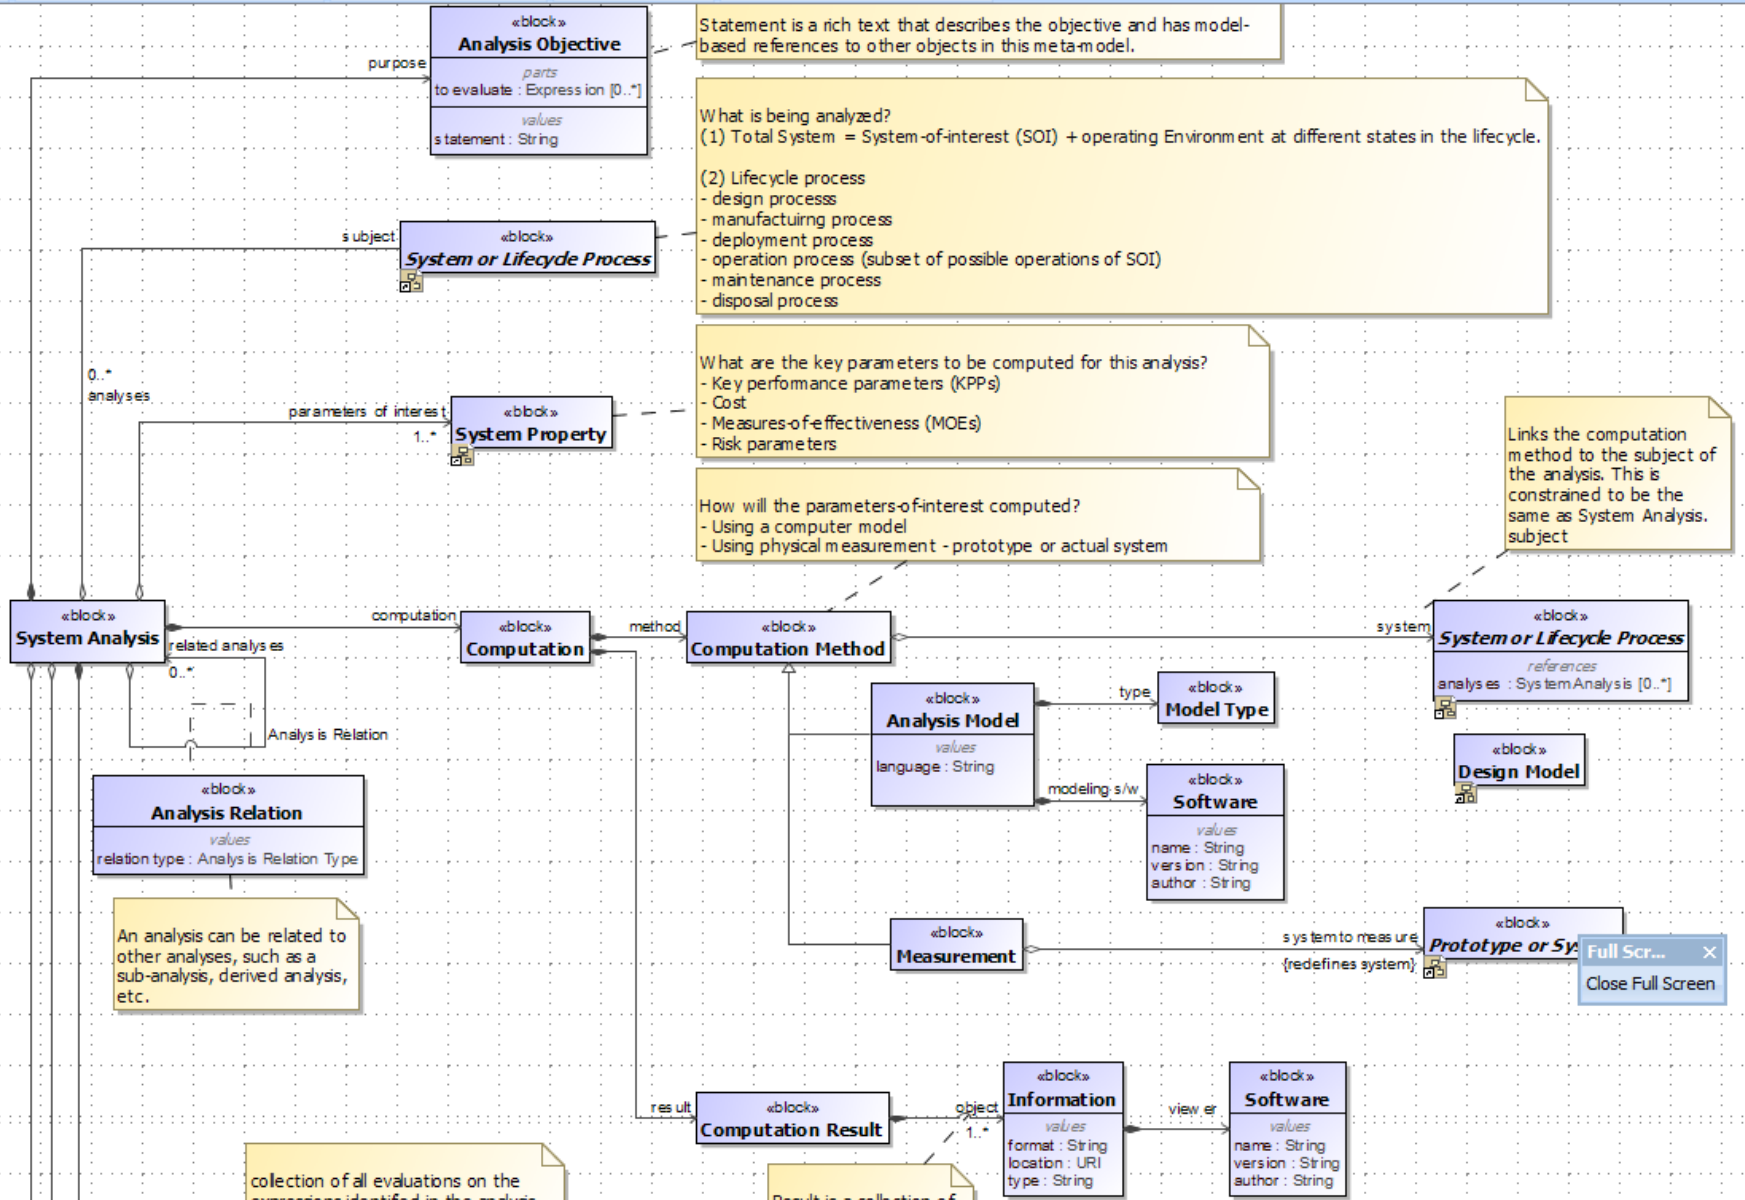 «block»
Analysis Objective
parts
to evaluate : Expression [0..*]
values
statement : String
purpose
Statement is a rich text that describes the objective and has model-
based references to other objects in this meta-model.
What is being analyzed?
(1) Total System = System-of-interest (SOI) + operating Environment at different states in the lifecycle.
(2) Lifecycle process
- design processs
- manufactuirng process
- deployment process
- operation process (subset of possible operations of SOI)
- maintenance process
- disposal process
subject
«block»
System or Lifecycle Process
0..*
analyses
parameters of interest
1..*
«block»
System Property
What are the key parameters to be computed for this analysis?
- Key performance parameters (KPPs)
- Cost
- Measures-of-effectiveness (MOEs)
- Risk parameters
How will the parameters-of-interest computed?
- Using a computer model
- Using physical measurement - prototype or actual system
Links the computation
method to the subject of
the analysis. This is
constrained to be the
same as System Analysis.
subject
«block»
System Analysis
computation
«block»
Computation
method
«block»
Computation Method
system
«block»
System or Lifecycle Process
references
analyses : System Analysis [0..*]
related analyses
0..*
Analysis Relation
«block»
Analysis Model
values
language : String
type
«block»
Model Type
«block»
Design Model
modeling s/w
«block»
Software
values
name : String
version : String
author : String
«block»
Analysis Relation
values
relation type : Analysis Relation Type
An analysis can be related to
other analyses, such as a
sub-analysis, derived analysis,
etc.
«block»
Measurement
system to measure
{redefines system}
«block»
Prototype or Sy
Full Scr... ×
Close Full Screen
result
«block»
Computation Result
object
1..*
«block»
Information
values
format : String
location : URI
type : String
viewer
«block»
Software
values
name : String
version : String
author : String
collection of all evaluations on the
expressions identified in the analysis
Result is a collection of